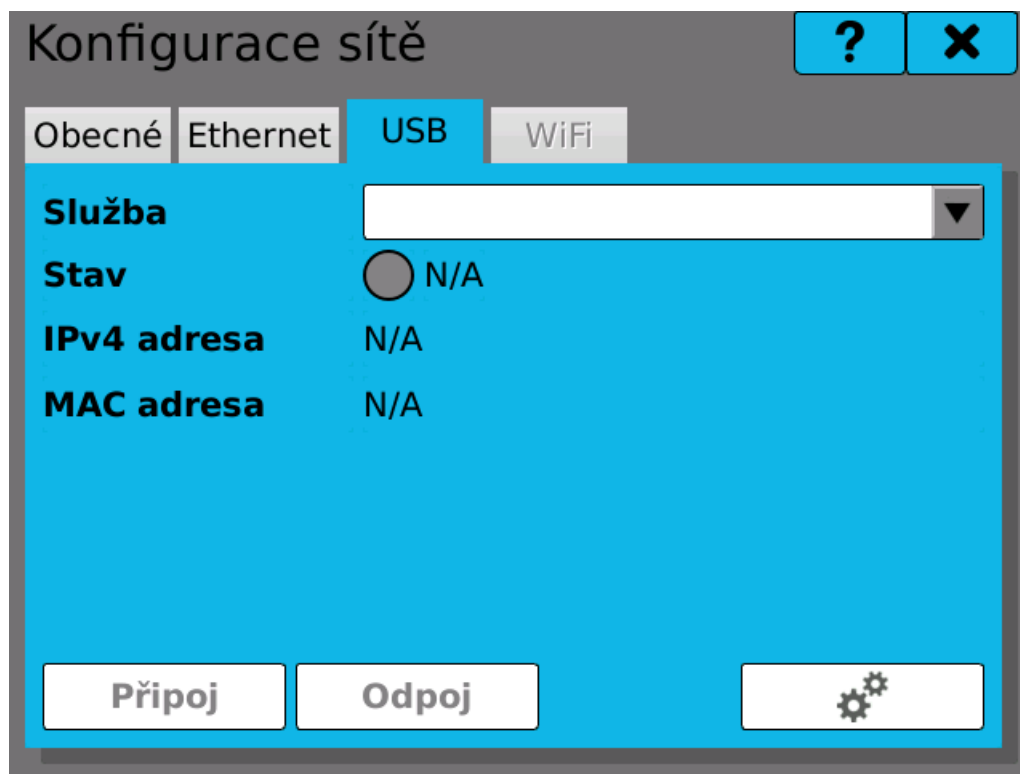 Konfigurace sítě ?
Obecné Ethernet USB WiFi
Služba
Stav N/A
IPv4 adresa N/A
MAC adresa N/A
Připoj Odpoj